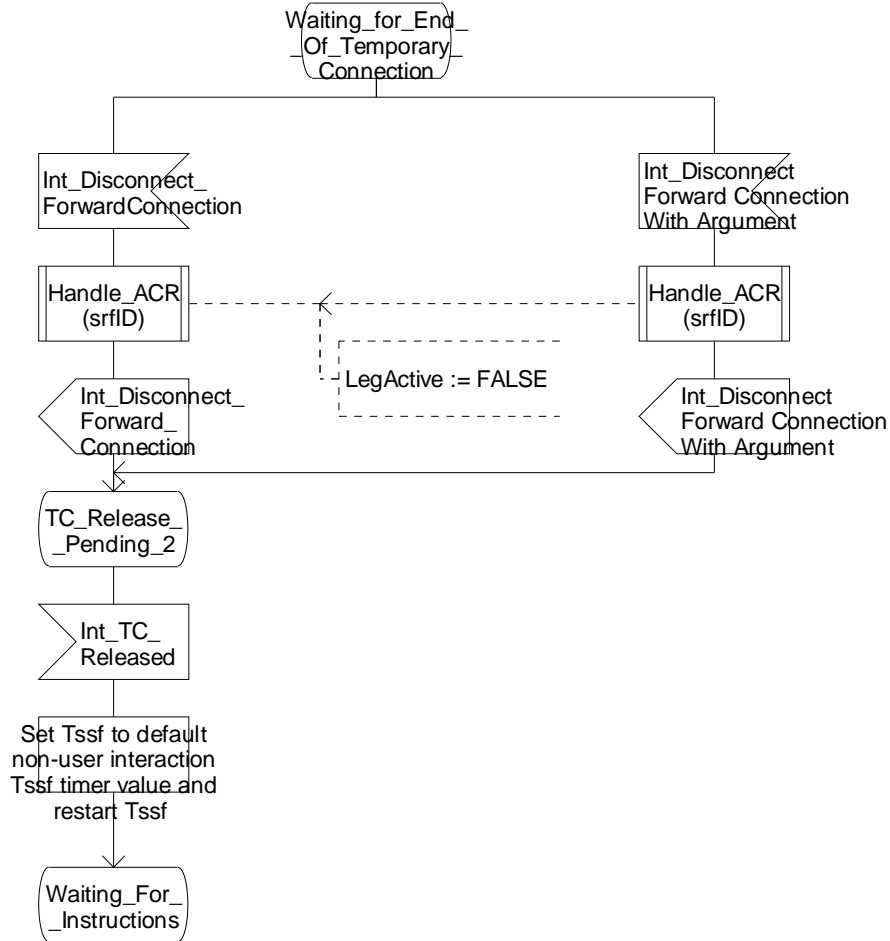 Waiting_for_End_
_Of_Temporary_
Connection
Int_Disconnect_
ForwardConnection
Int_Disconnect
Forward Connection
With Argument
Handle_ACR
(srfID)
Handle_ACR
(srfID)
LegActive := FALSE
Int_Disconnect_
Forward_
Connection
Int_Disconnect
Forward Connection
With Argument
TC_Release_
_Pending_2
Int_TC_
Released
Set Tssf to default
non-user interaction
Tssf timer value and
restart Tssf
Waiting_For_
_Instructions